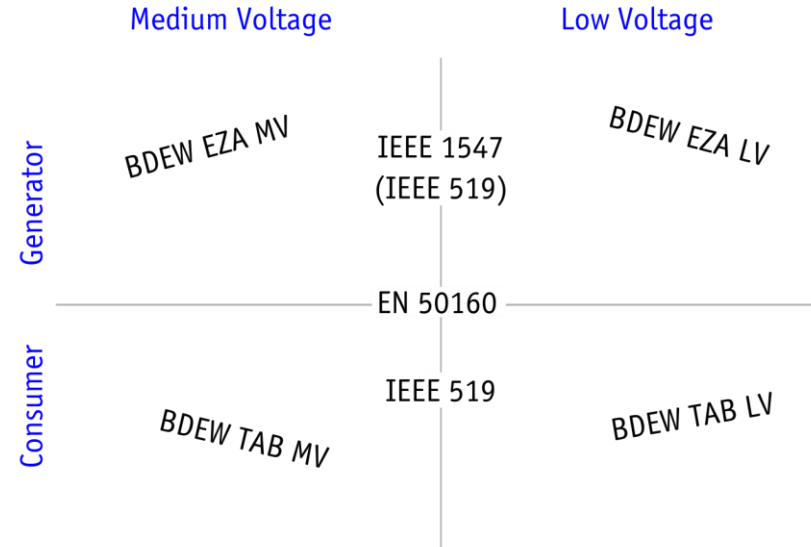 Medium Voltage
Low Voltage
Generator
BDEW EZA MV
IEEE 1547
(IEEE 519)
BDEW EZA LV
EN 50160
Consumer
BDEW TAB MV
IEEE 519
BDEW TAB LV